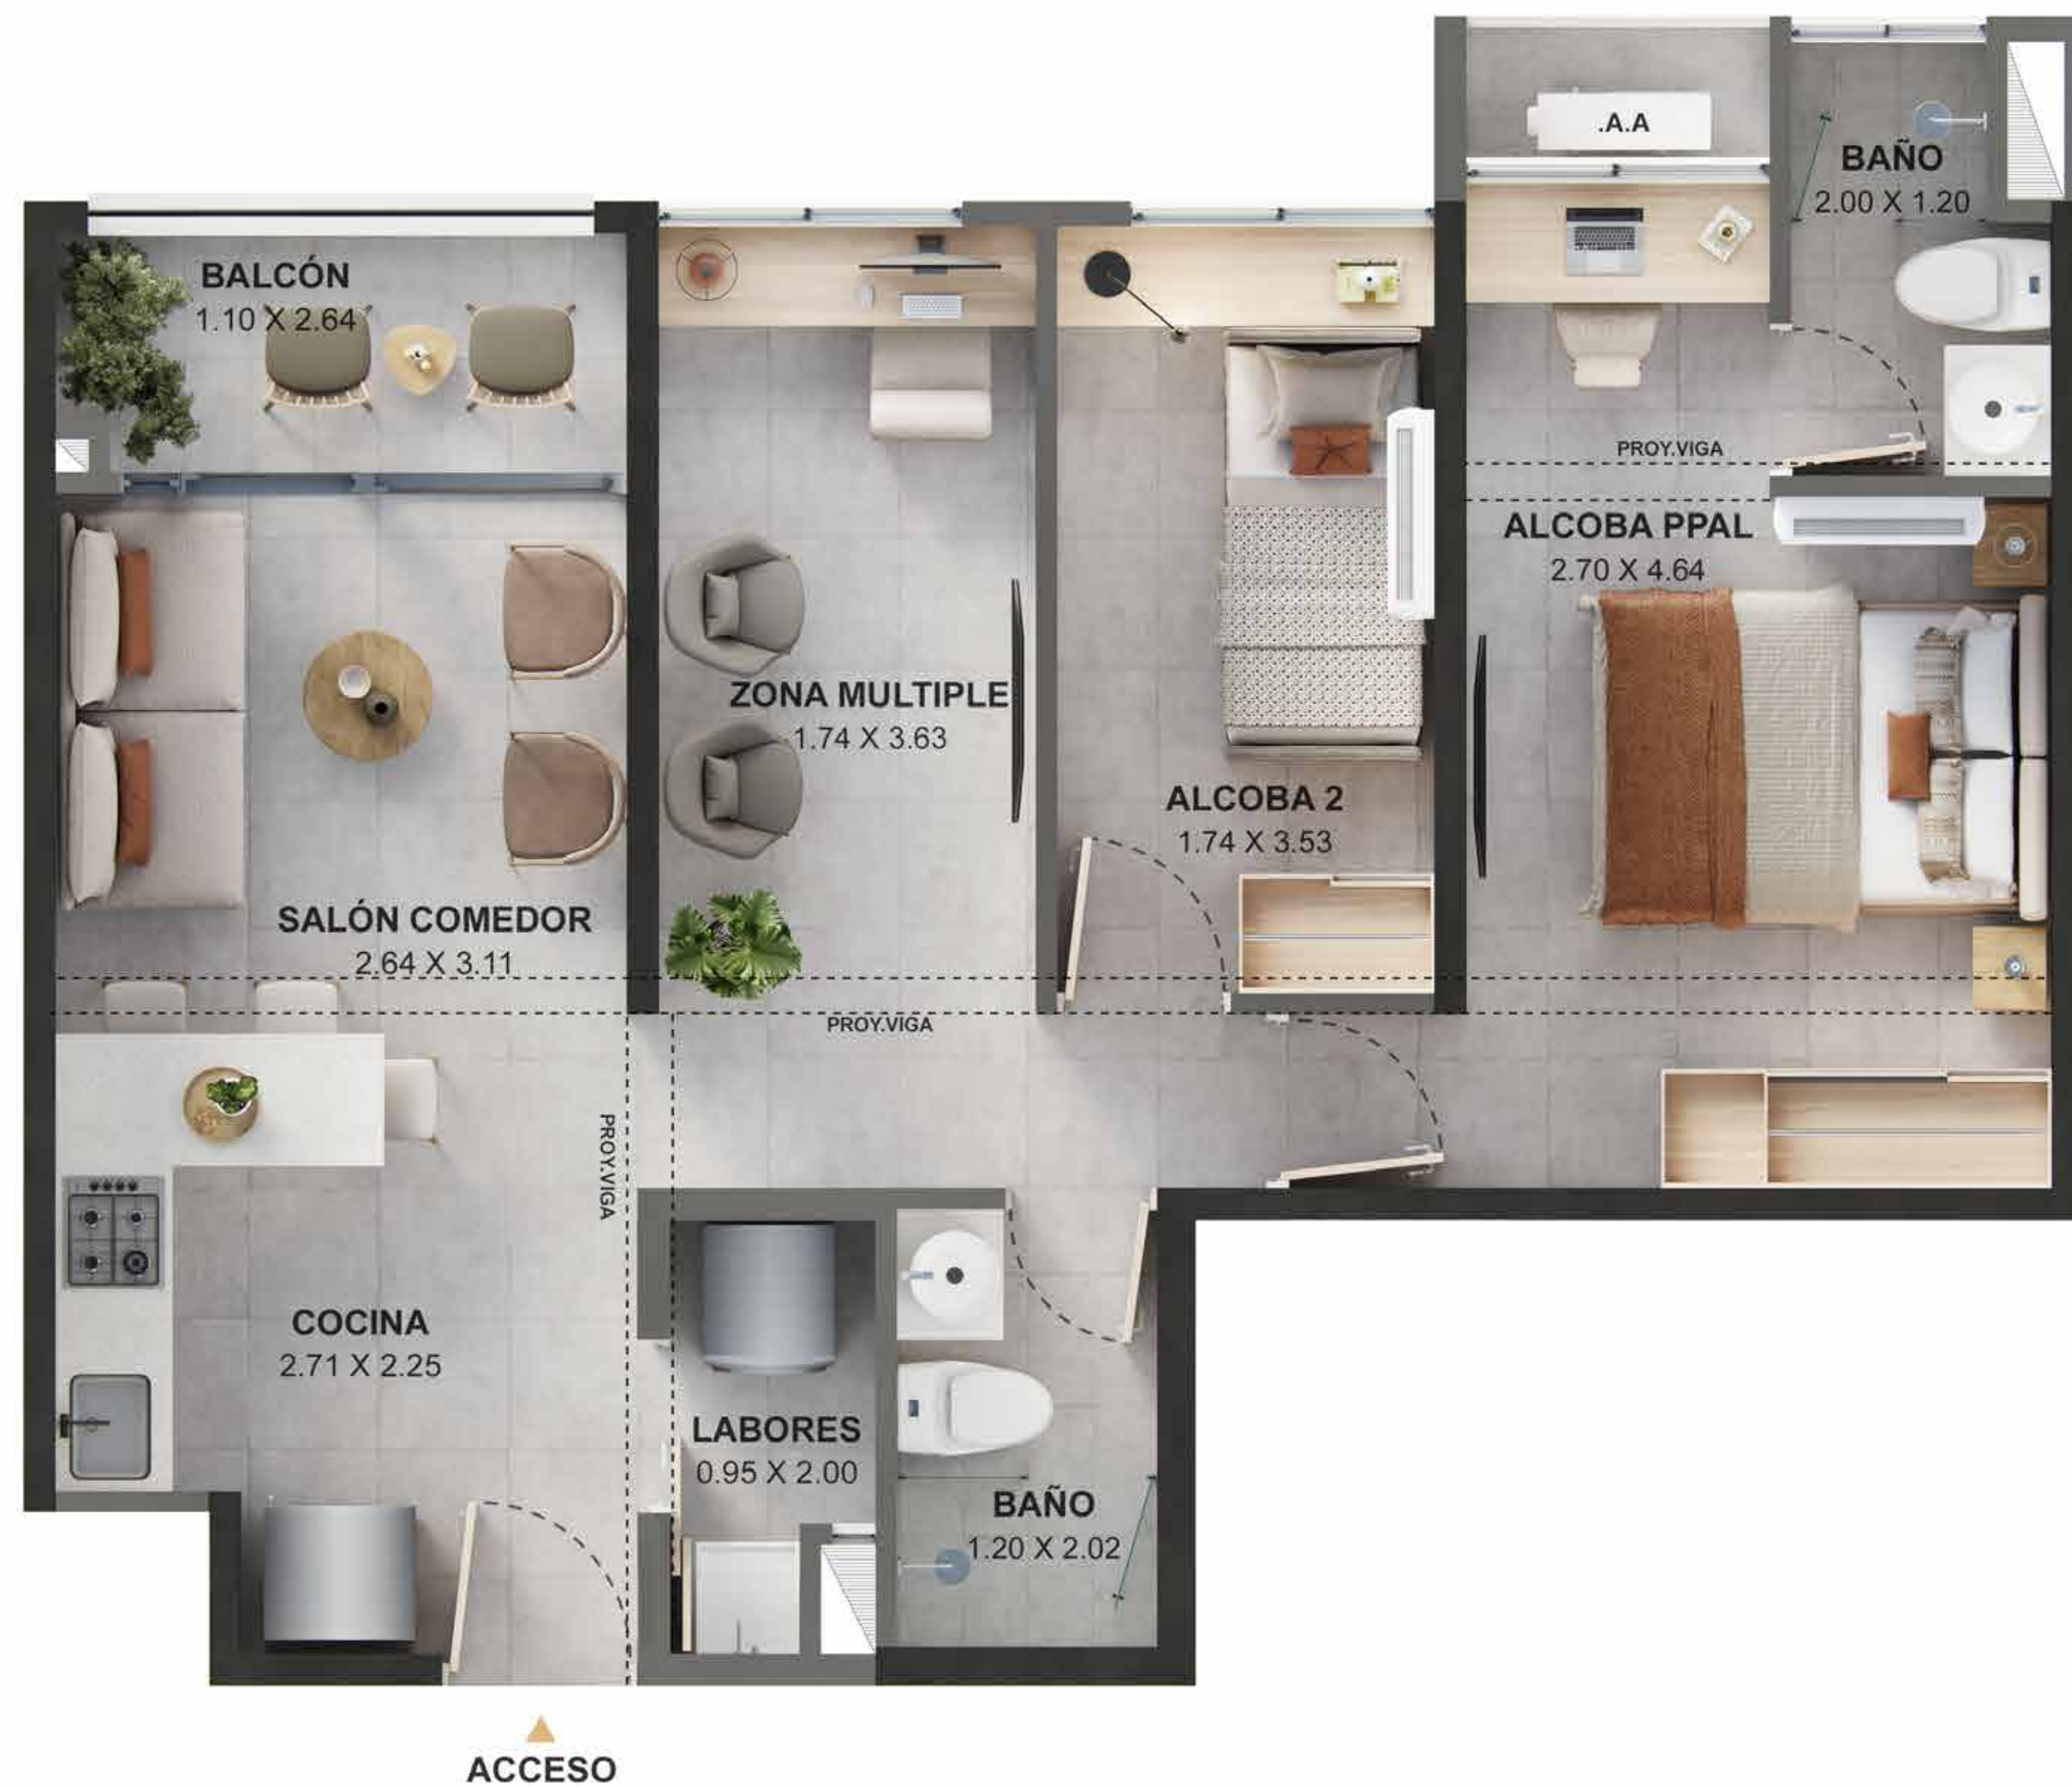 .A.A
BAÑO
2.00 X 1.20
BALCÓN
1.10 X 2.64
PROY.VIGA
ALCOBA PPAL
2.70 X 4.64
ZONA MULTIPLE
1.74 X 3.63
ALCOBA 2
1.74 X 3.53
SALÓN COMEDOR
2.64 X 3.11
PROY.VIGA
PROY.VIGA
COCINA
2.71 X 2.25
LABORES
0.95 X 2.00
BAÑO
1.20 X 2.02
ACCESO